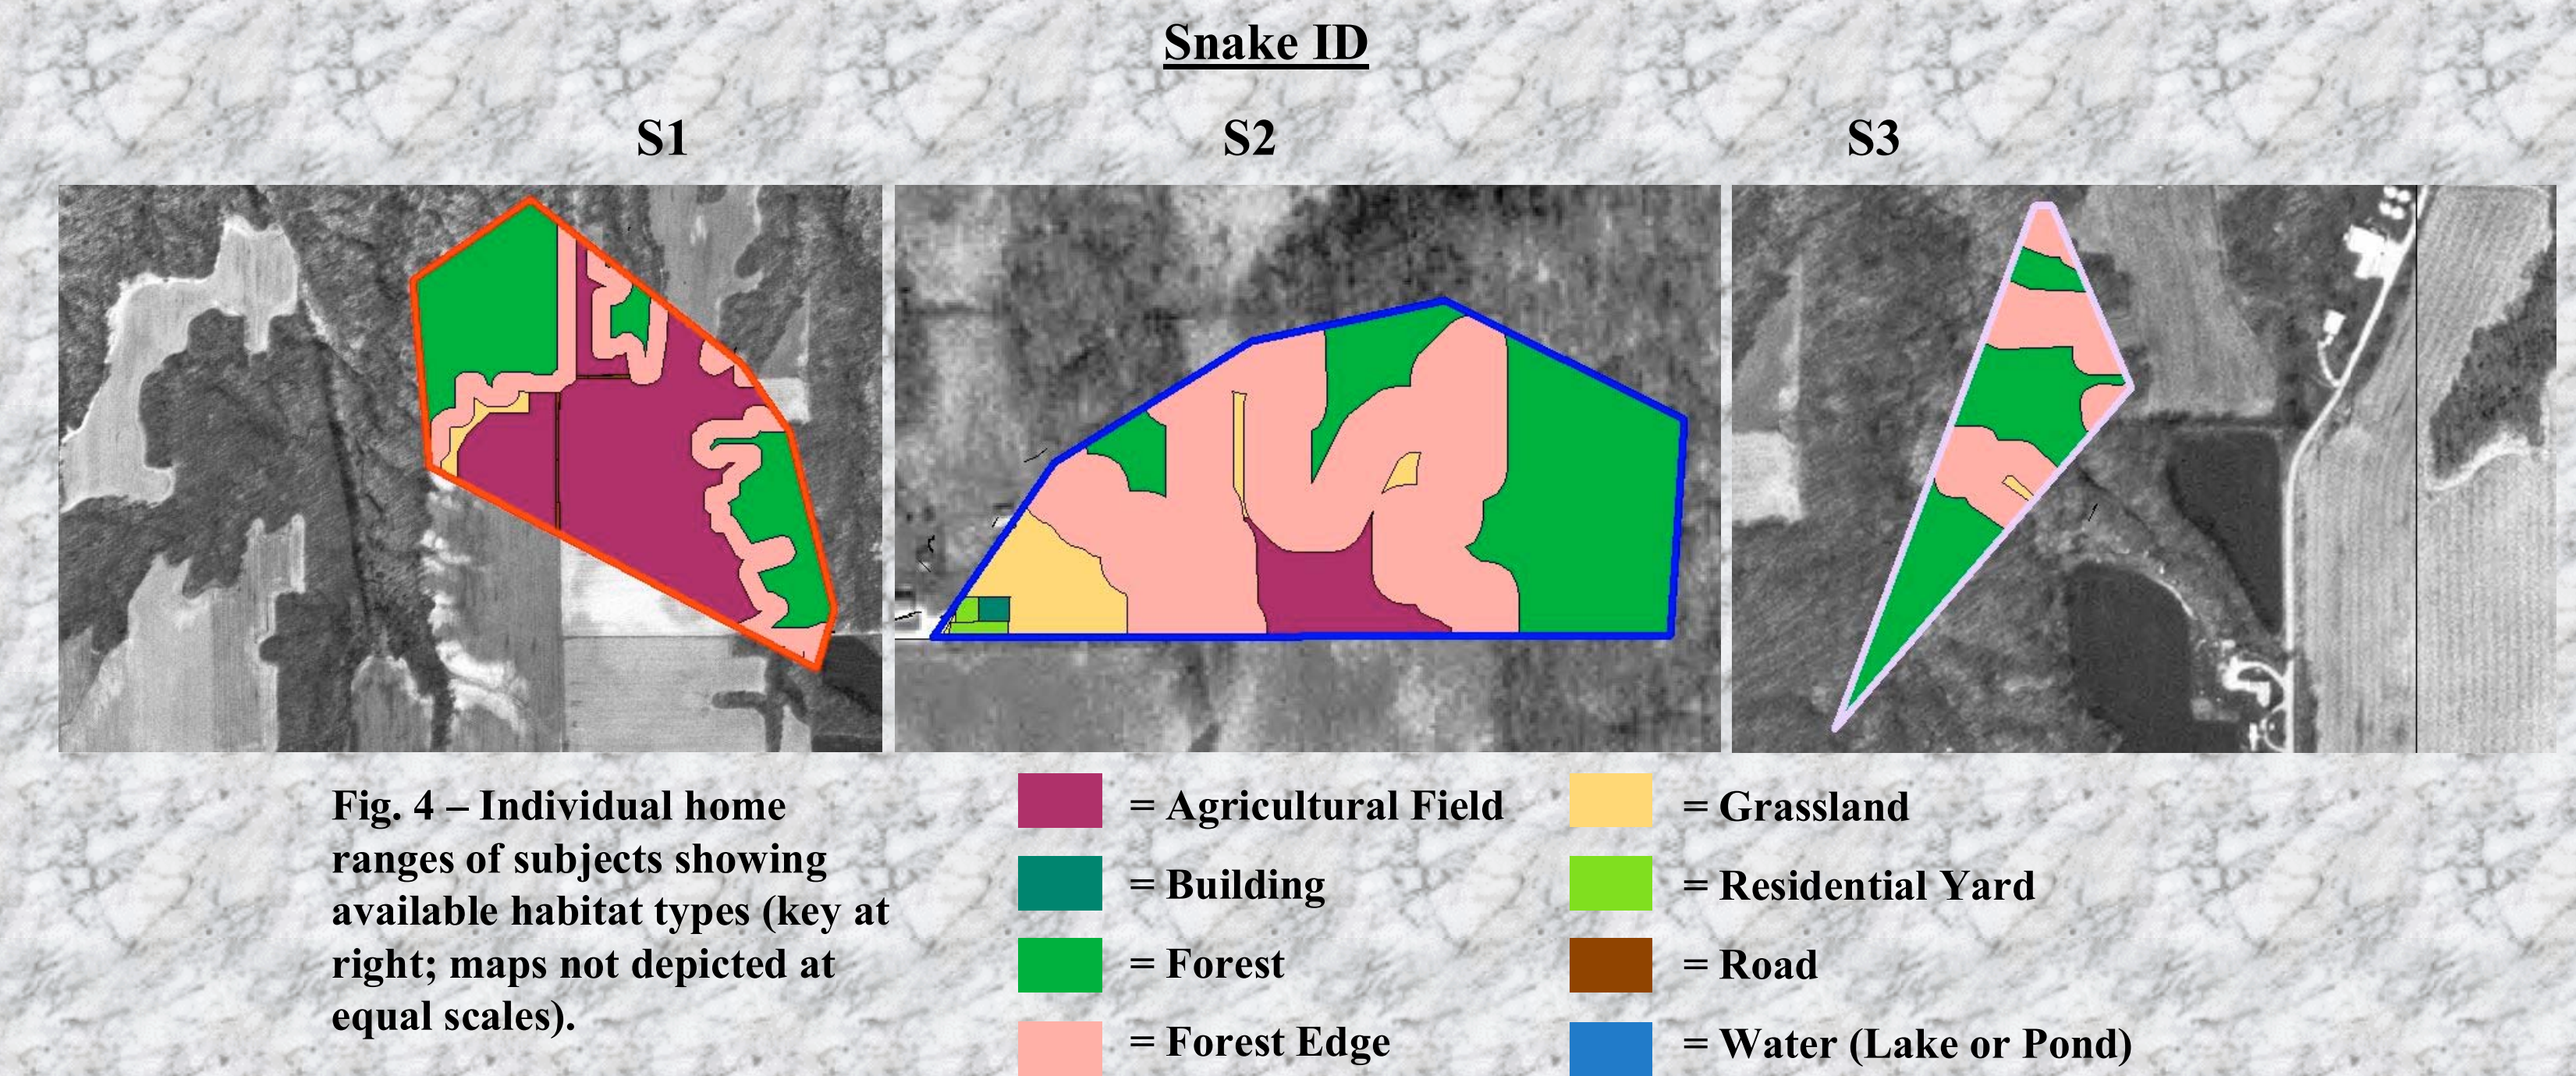 Snake ID
S1
S2
S3
Fig. 4 – Individual home
ranges of subjects showing
available habitat types (key at
right; maps not depicted at
equal scales).
= Agricultural Field
= Building
= Forest
= Forest Edge
= Grassland
= Residential Yard
= Road
= Water (Lake or Pond)